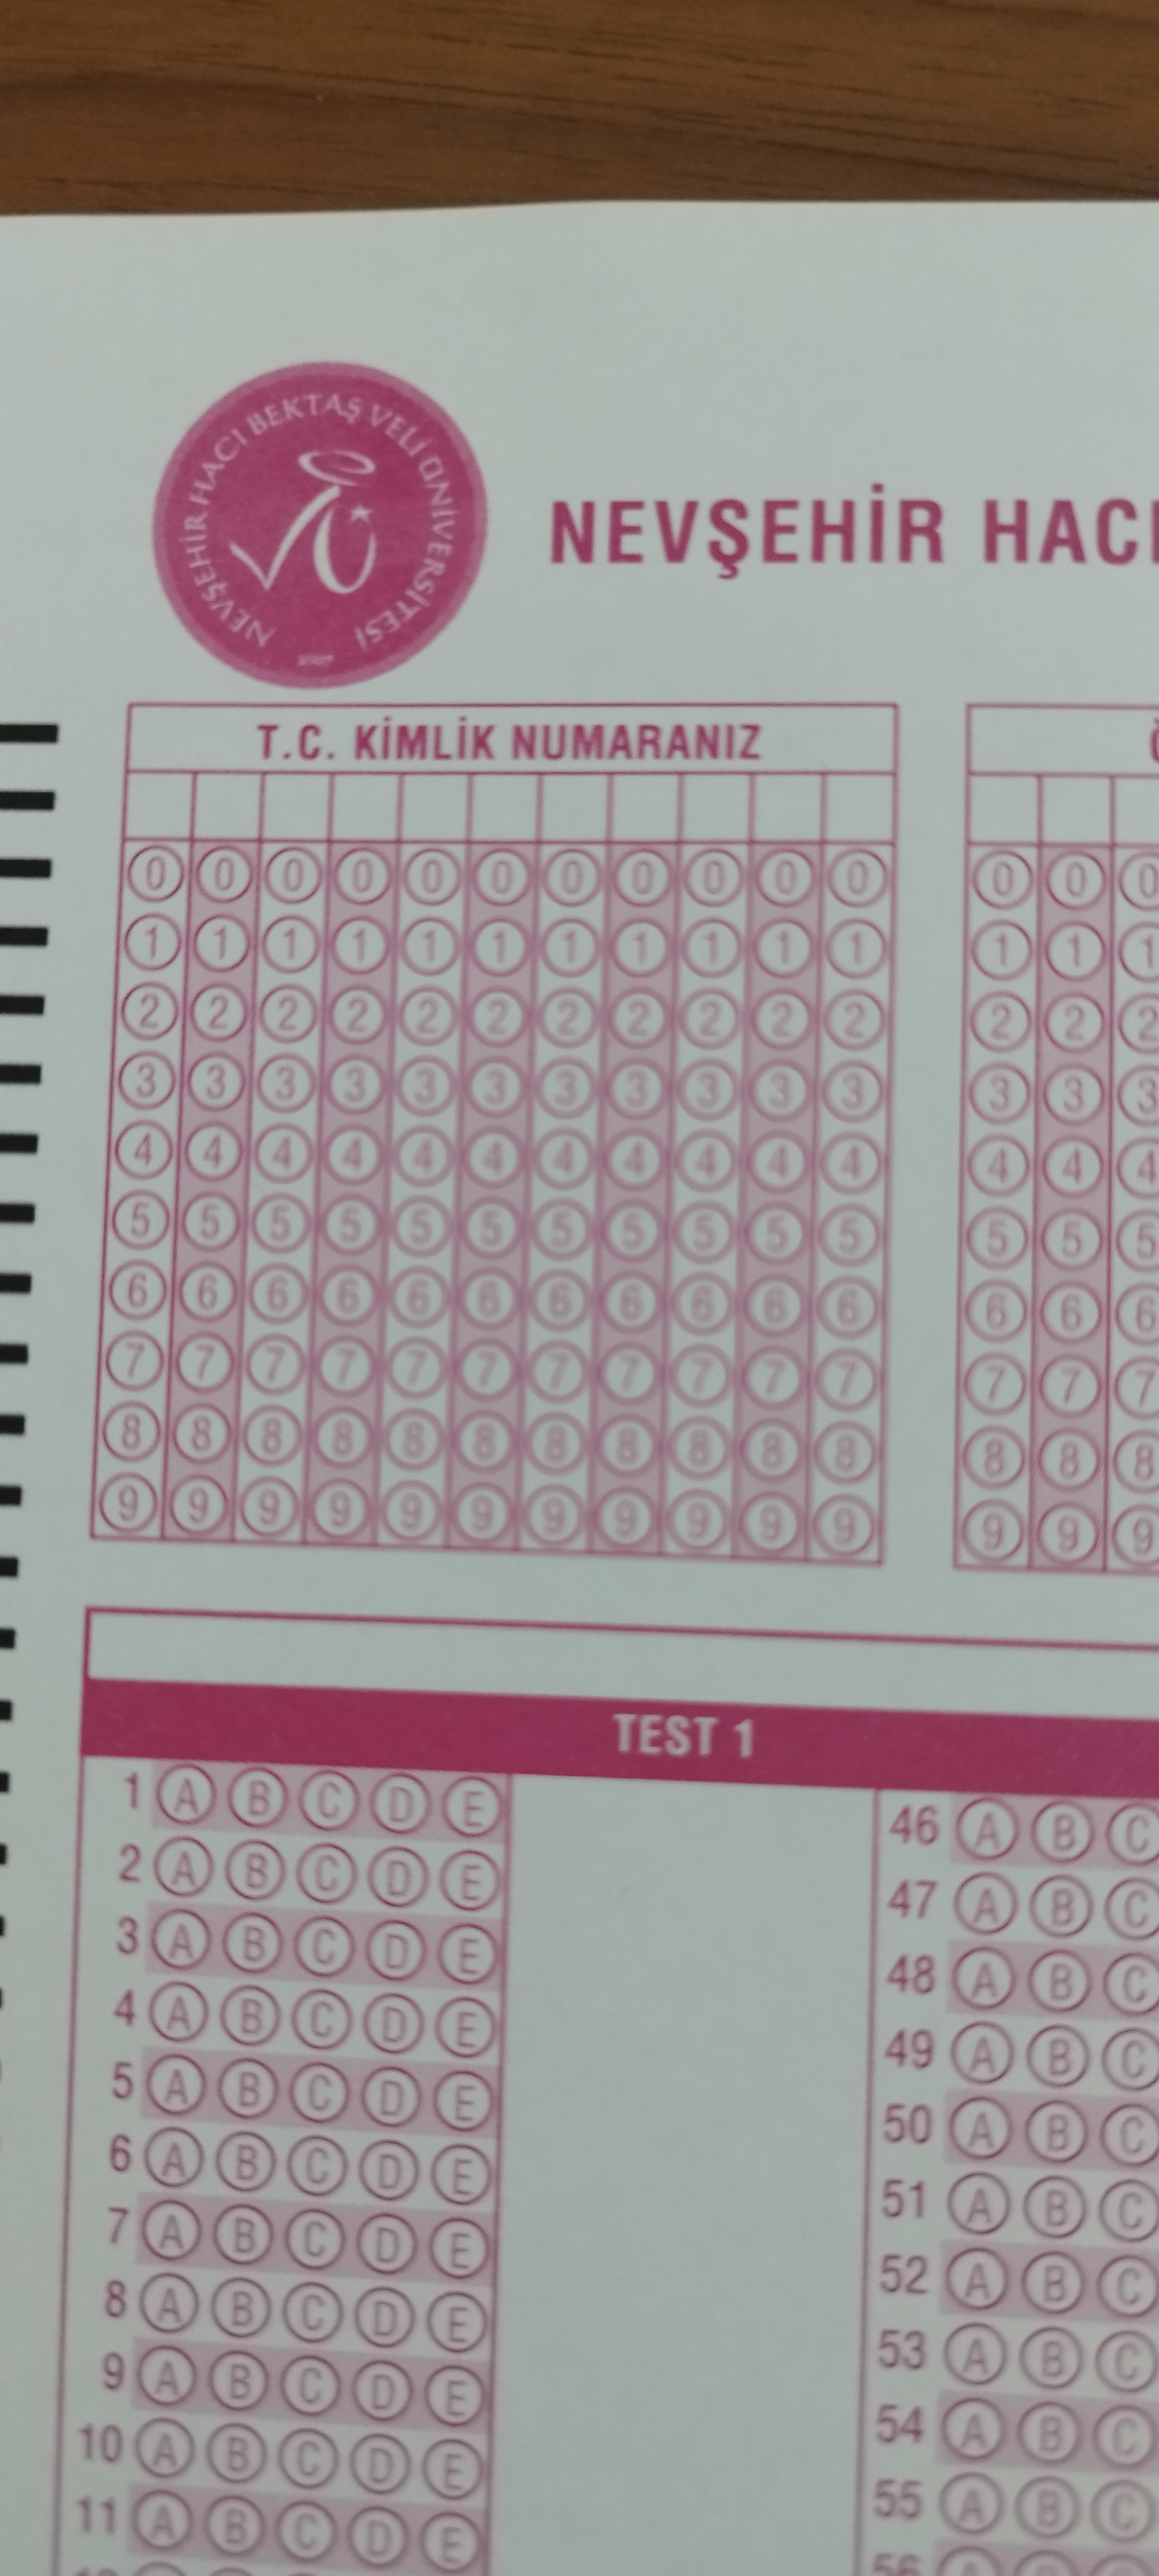 NEVŞEHİR HACI BEKTAŞ VELİ ÜNİVERSİTESİ
2007
NEVŞEHİR HACI
T.C. KİMLİK NUMARANIZ
Ö
0 0 0 0 0 0 0 0 0 0 0 0 0 0
1 1 1 1 1 1 1 1 1 1 1 1 1 1
2 2 2 2 2 2 2 2 2 2 2 2 2 2
3 3 3 3 3 3 3 3 3 3 3 3 3 3
4 4 4 4 4 4 4 4 4 4 4 4 4 4
5 5 5 5 5 5 5 5 5 5 5 5 5 5
6 6 6 6 6 6 6 6 6 6 6 6 6 6
7 7 7 7 7 7 7 7 7 7 7 7 7 7
8 8 8 8 8 8 8 8 8 8 8 8 8 8
9 9 9 9 9 9 9 9 9 9 9 9 9 9
TEST 1
1 A B C D E
2 A B C D E
3 A B C D E
4 A B C D E
5 A B C D E
6 A B C D E
7 A B C D E
8 A B C D E
9 A B C D E
10 A B C D E
11 A B C D E
46 A B C
47 A B C
48 A B C
49 A B C
50 A B C
51 A B C
52 A B C
53 A B C
54 A B C
55 A B C
56 A B C